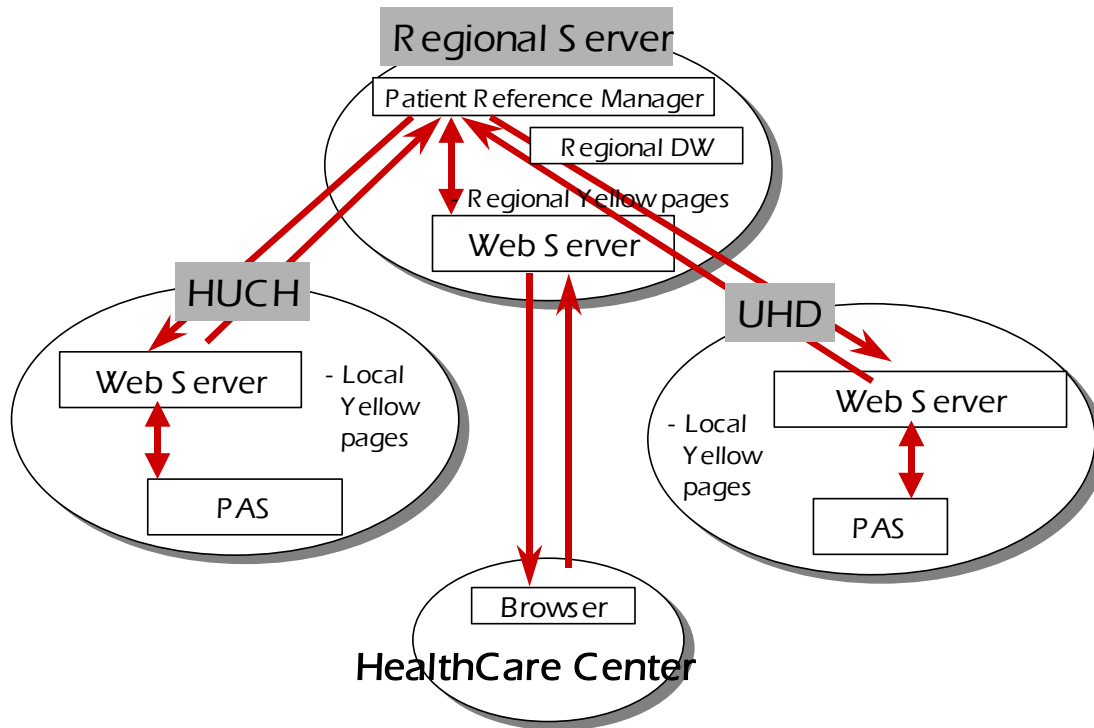 Regional Server
Patient Reference Manager
Regional DW
- Regional Yellow pages
Web Server
HUCH
Web Server
- Local
Yellow
pages
PAS
UHD
Web Server
- Local
Yellow
pages
PAS
Browser
HealthCare Center